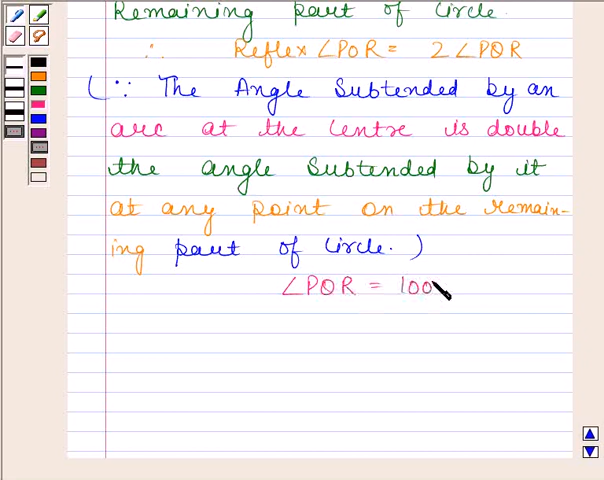 Remaining part of Circle.
∴ Reflex ∠POR = 2∠PQR
(∵ The Angle Subtended by an
arc at the Centre is double
the angle Subtended by it
at any point on the remain-
ing part of Circle.)
∠PQR = 100